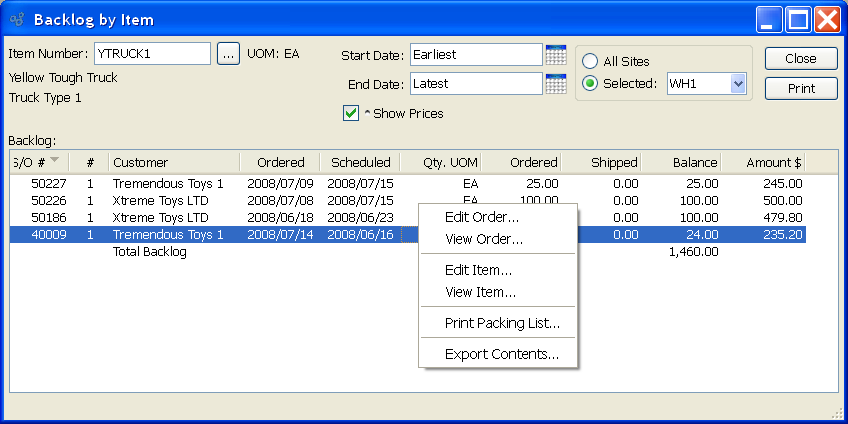 Backlog by Item
Item Number: YTRUCK1 ... UOM: EA
Yellow Tough Truck
Truck Type 1
Start Date: Earliest
End Date: Latest
^ Show Prices
All Sites
Selected: WH1
Close
Print
Backlog:
S/O # # Customer Ordered Scheduled Qty. UOM Ordered Shipped Balance Amount $
50227 1 Tremendous Toys 1 2008/07/09 2008/07/15 EA 25.00 0.00 25.00 245.00
50226 1 Xtreme Toys LTD 2008/07/08 2008/07/15 EA 100.00 0.00 100.00 500.00
50186 1 Xtreme Toys LTD 2008/06/18 2008/06/23 0.00 100.00 479.80
40009 1 Tremendous Toys 1 2008/07/14 2008/06/16 0.00 24.00 235.20
Total Backlog 1,460.00
Edit Order...
View Order...
Edit Item...
View Item...
Print Packing List...
Export Contents...